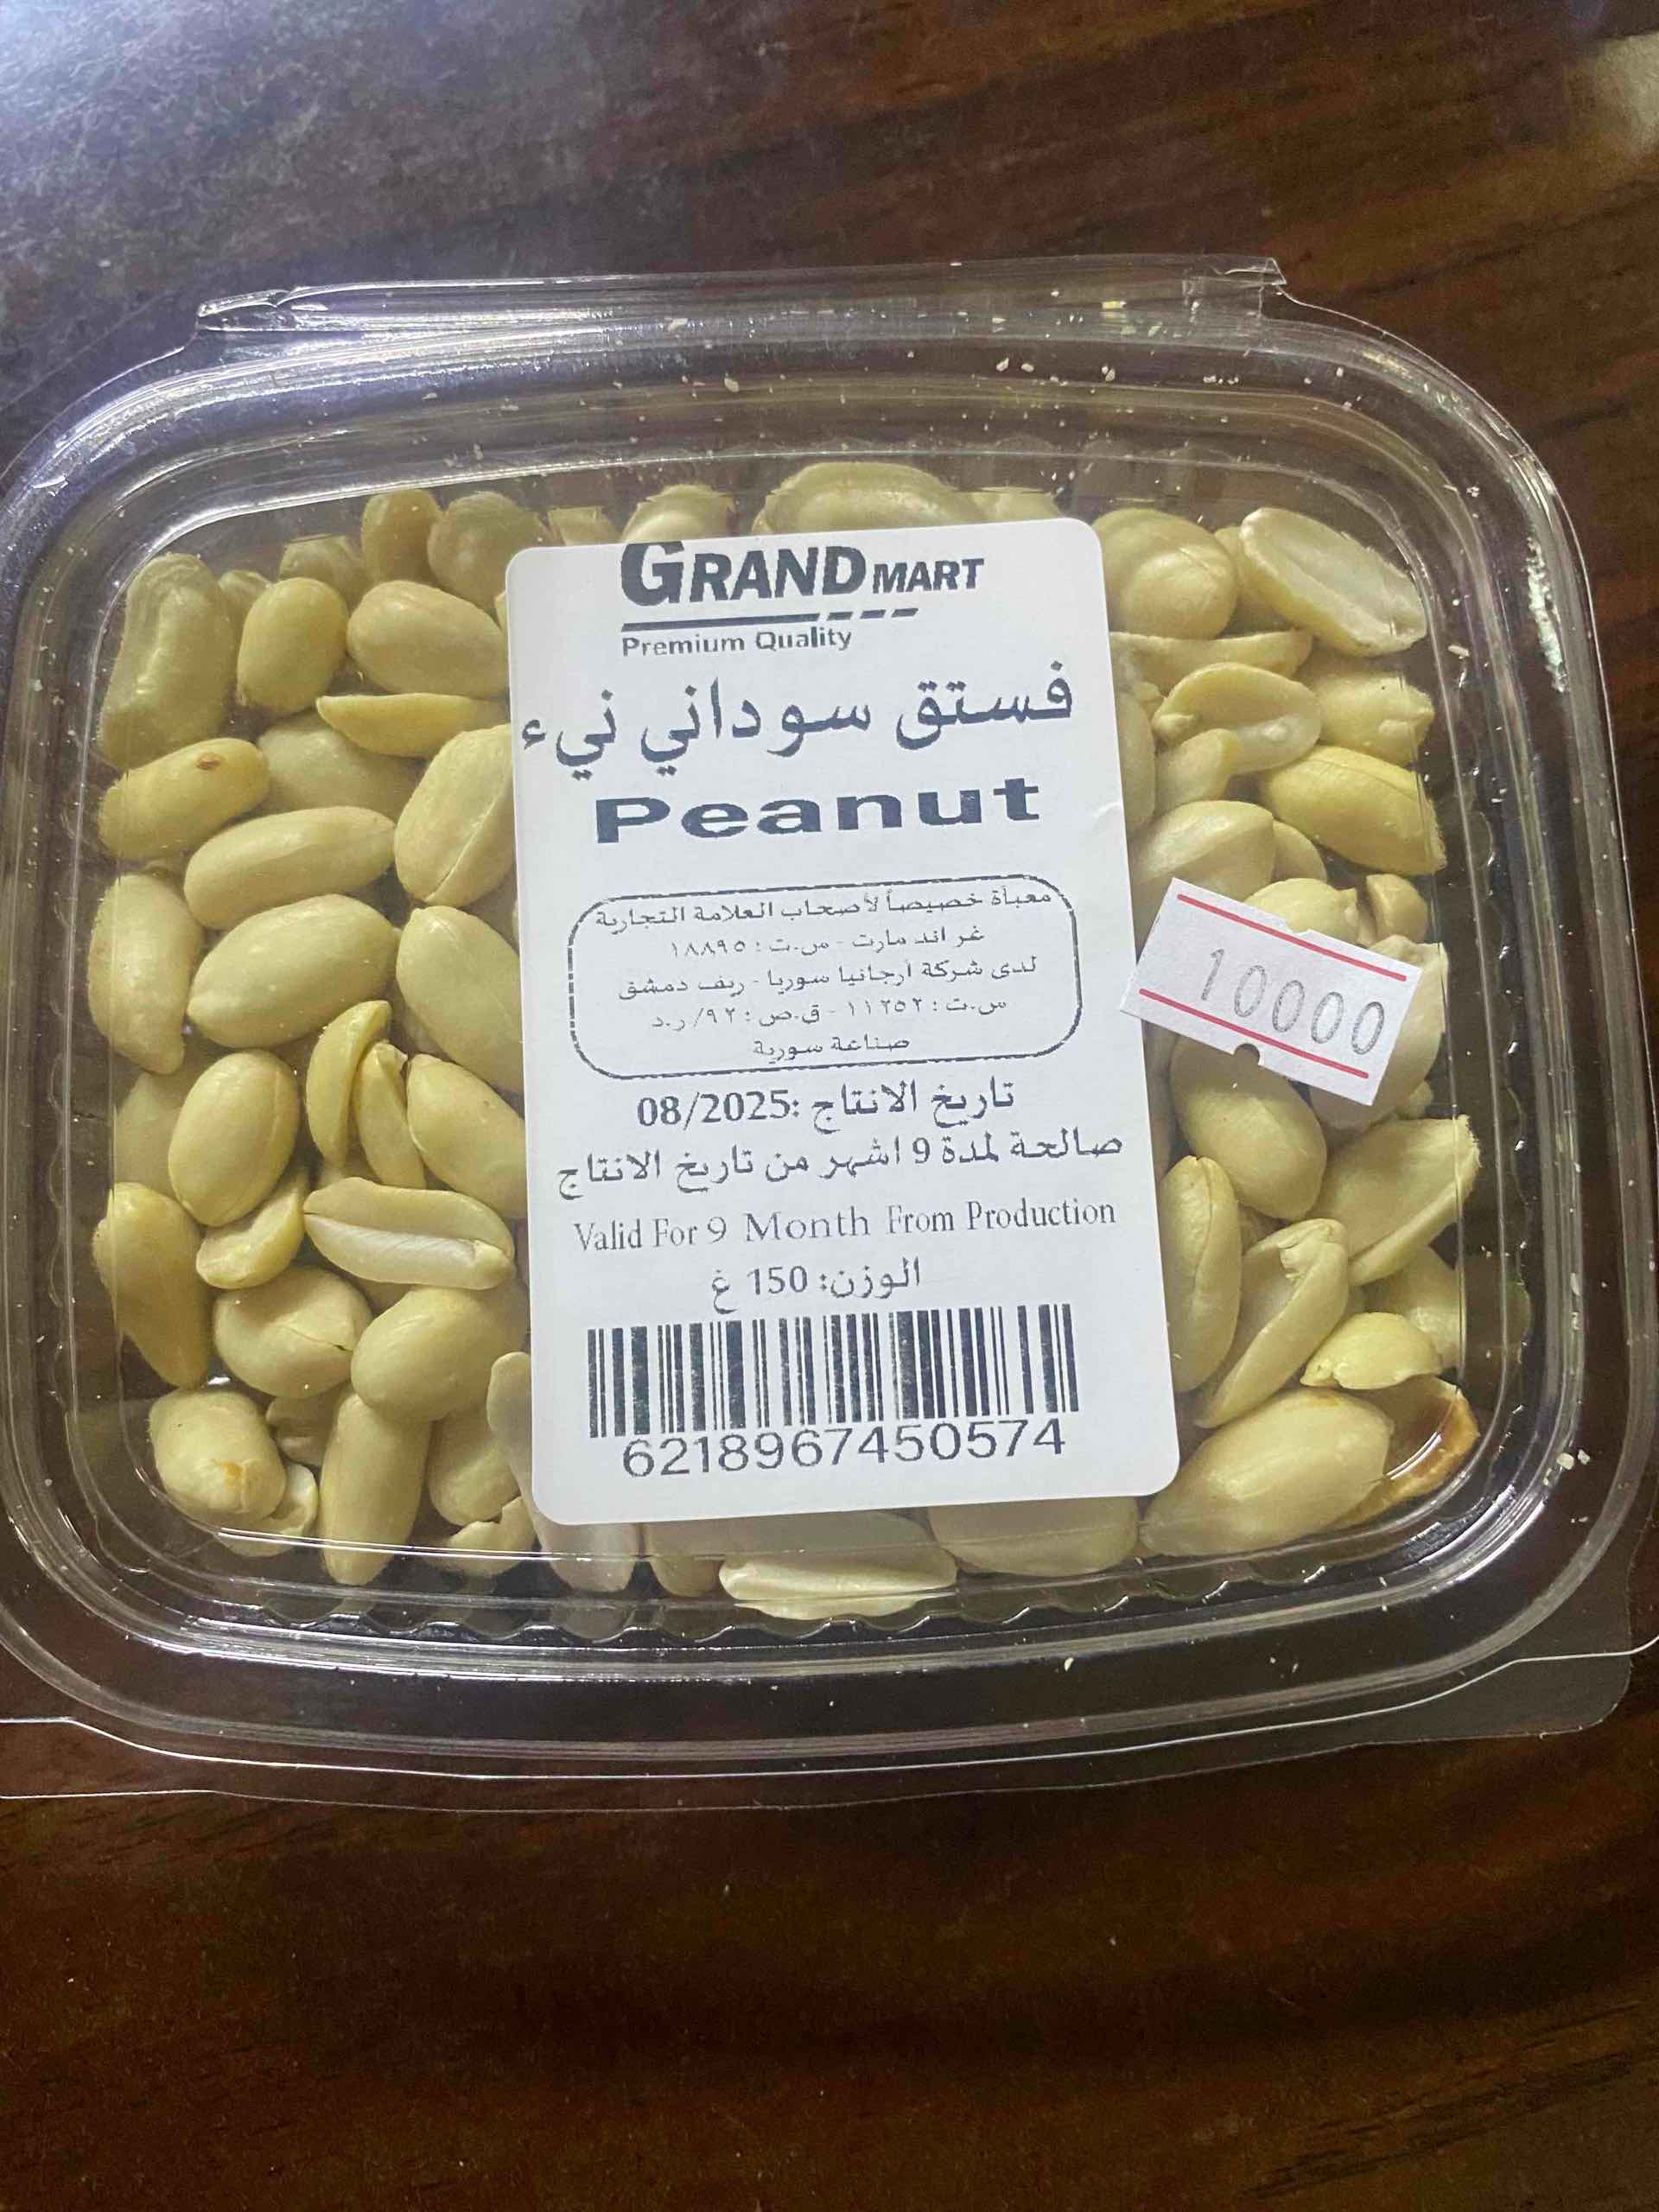 GRAND MART
Premium Quality
فستق سوداني نيء
Peanut
معبأة خصيصاً لأصحاب العلامة التجارية
غراند مارت - س.ت : ١٨٨٩٥
لدى شركة أرجانيا سوريا - ريف دمشق
س.ت : ١١٢٥٢ - ق.ص : ٩٢/ر.د
صناعة سورية
تاريخ الانتاج :08/2025
صالحة لمدة 9 اشهر من تاريخ الانتاج
Valid For 9 Month From Production
الوزن: 150 غ
6218967450574
10000